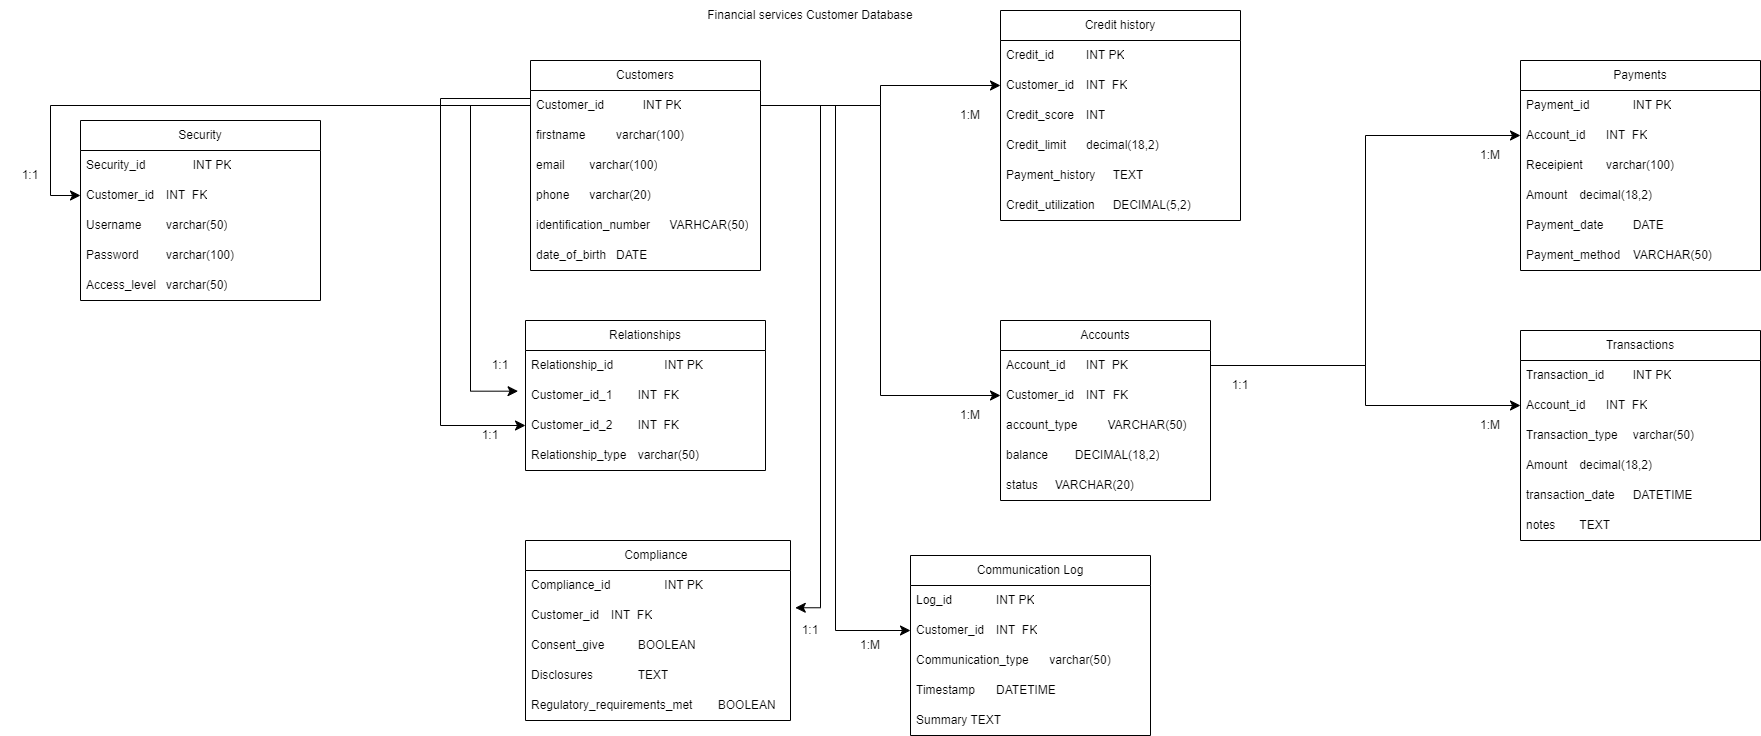 Financial services Customer Database
Customers
Customer_id INT PK
firstname varchar(100)
email varchar(100)
phone varchar(20)
identification_number VARHCAR(50)
date_of_birth DATE
Security
Security_id INT PK
Customer_id INT FK
Username varchar(50)
Password varchar(100)
Access_level varchar(50)
1:1
Relationships
Relationship_id INT PK
Customer_id_1 INT FK
Customer_id_2 INT FK
Relationship_type varchar(50)
1:1
1:1
Compliance
Compliance_id INT PK
Customer_id INT FK
Consent_give BOOLEAN
Disclosures TEXT
Regulatory_requirements_met BOOLEAN
1:1
Credit history
Credit_id INT PK
Customer_id INT FK
Credit_score INT
Credit_limit decimal(18,2)
Payment_history TEXT
Credit_utilization DECIMAL(5,2)
1:M
Accounts
Account_id INT PK
Customer_id INT FK
account_type VARCHAR(50)
balance DECIMAL(18,2)
status VARCHAR(20)
1:M
1:1
Communication Log
Log_id INT PK
Customer_id INT FK
Communication_type varchar(50)
Timestamp DATETIME
Summary TEXT
1:M
Payments
Payment_id INT PK
Account_id INT FK
Receipient varchar(100)
Amount decimal(18,2)
Payment_date DATE
Payment_method VARCHAR(50)
1:M
Transactions
Transaction_id INT PK
Account_id INT FK
Transaction_type varchar(50)
Amount decimal(18,2)
transaction_date DATETIME
notes TEXT
1:M